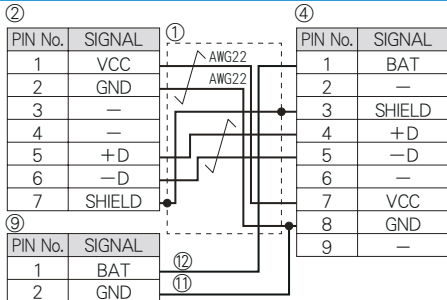 ②
PIN No. SIGNAL
1 VCC
2 GND
3 —
4 —
5 +D
6 −D
7 SHIELD
①
AWG22
AWG22
④
PIN No. SIGNAL
1 BAT
2 —
3 SHIELD
4 +D
5 −D
6 —
7 VCC
8 GND
9 —
⑨
PIN No. SIGNAL
1 BAT
2 GND
⑫
⑪